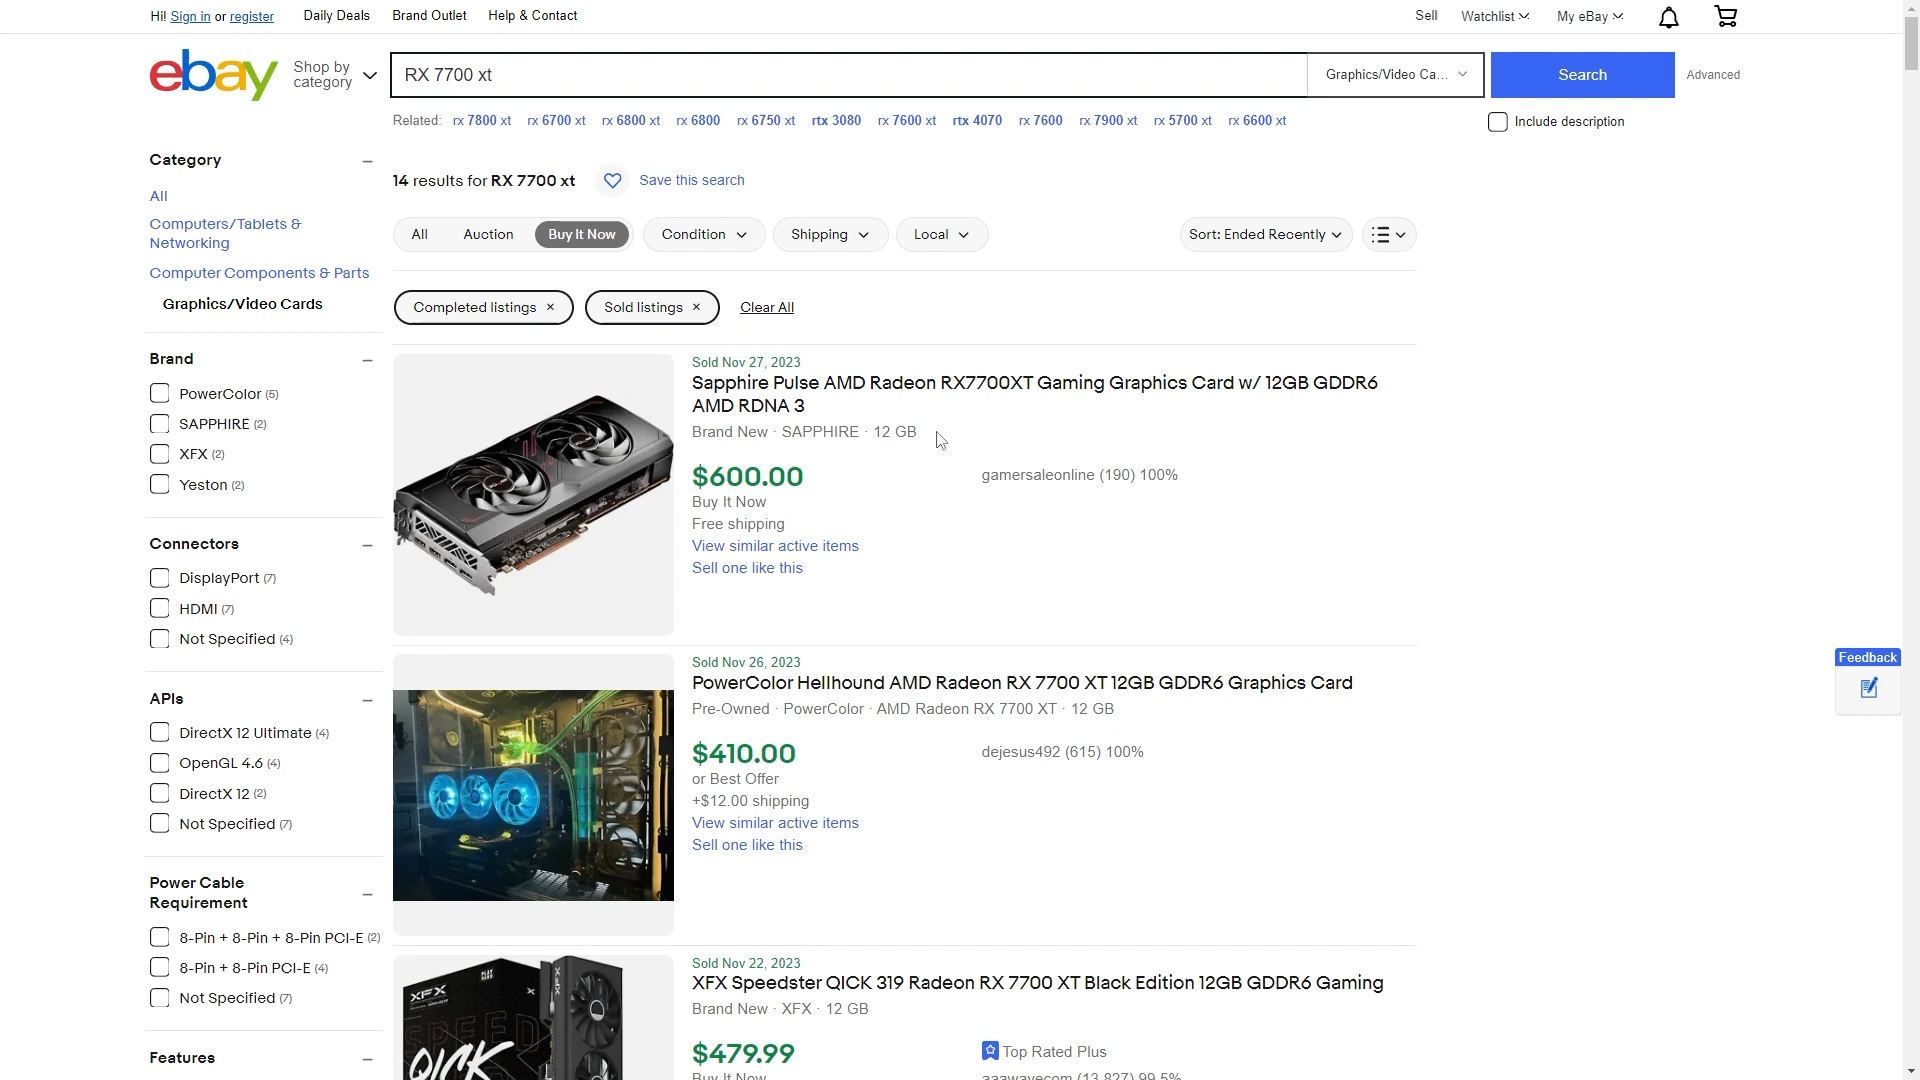 Hi! Sign in or register
Daily Deals
Brand Outlet
Help & Contact
Sell
Watchlist
My eBay
ebay
Shop by
category
RX 7700 xt
Graphics/Video Ca...
Search
Advanced
Related: rx 7800 xt rx 6700 xt rx 6800 xt rx 6800 rx 6750 xt rtx 3080 rx 7600 xt rtx 4070 rx 7600 rx 7900 xt rx 5700 xt rx 6600 xt
Include description
Category
All
Computers/Tablets &
Networking
Computer Components & Parts
Graphics/Video Cards
Brand
PowerColor (5)
SAPPHIRE (2)
XFX (2)
Yeston (2)
Connectors
DisplayPort (7)
HDMI (7)
Not Specified (4)
APIs
DirectX 12 Ultimate (4)
OpenGL 4.6 (4)
DirectX 12 (2)
Not Specified (7)
Power Cable
Requirement
8-Pin + 8-Pin + 8-Pin PCI-E (2)
8-Pin + 8-Pin PCI-E (4)
Not Specified (7)
Features
14 results for RX 7700 xt
Save this search
All
Auction
Buy It Now
Condition
Shipping
Local
Sort: Ended Recently
Completed listings
Sold listings
Clear All
Sold Nov 27, 2023
Sapphire Pulse AMD Radeon RX7700XT Gaming Graphics Card w/ 12GB GDDR6
AMD RDNA 3
Brand New · SAPPHIRE · 12 GB
$600.00
gamersaleonline (190) 100%
Buy It Now
Free shipping
View similar active items
Sell one like this
Sold Nov 26, 2023
PowerColor Hellhound AMD Radeon RX 7700 XT 12GB GDDR6 Graphics Card
Pre-Owned · PowerColor · AMD Radeon RX 7700 XT · 12 GB
$410.00
dejesus492 (615) 100%
or Best Offer
+$12.00 shipping
View similar active items
Sell one like this
Sold Nov 22, 2023
XFX Speedster QICK 319 Radeon RX 7700 XT Black Edition 12GB GDDR6 Gaming
Brand New · XFX · 12 GB
$479.99
Top Rated Plus
Buy It Now
aaawavecom (13,827) 99.5%
XFX
SPEED
QICK
Feedback